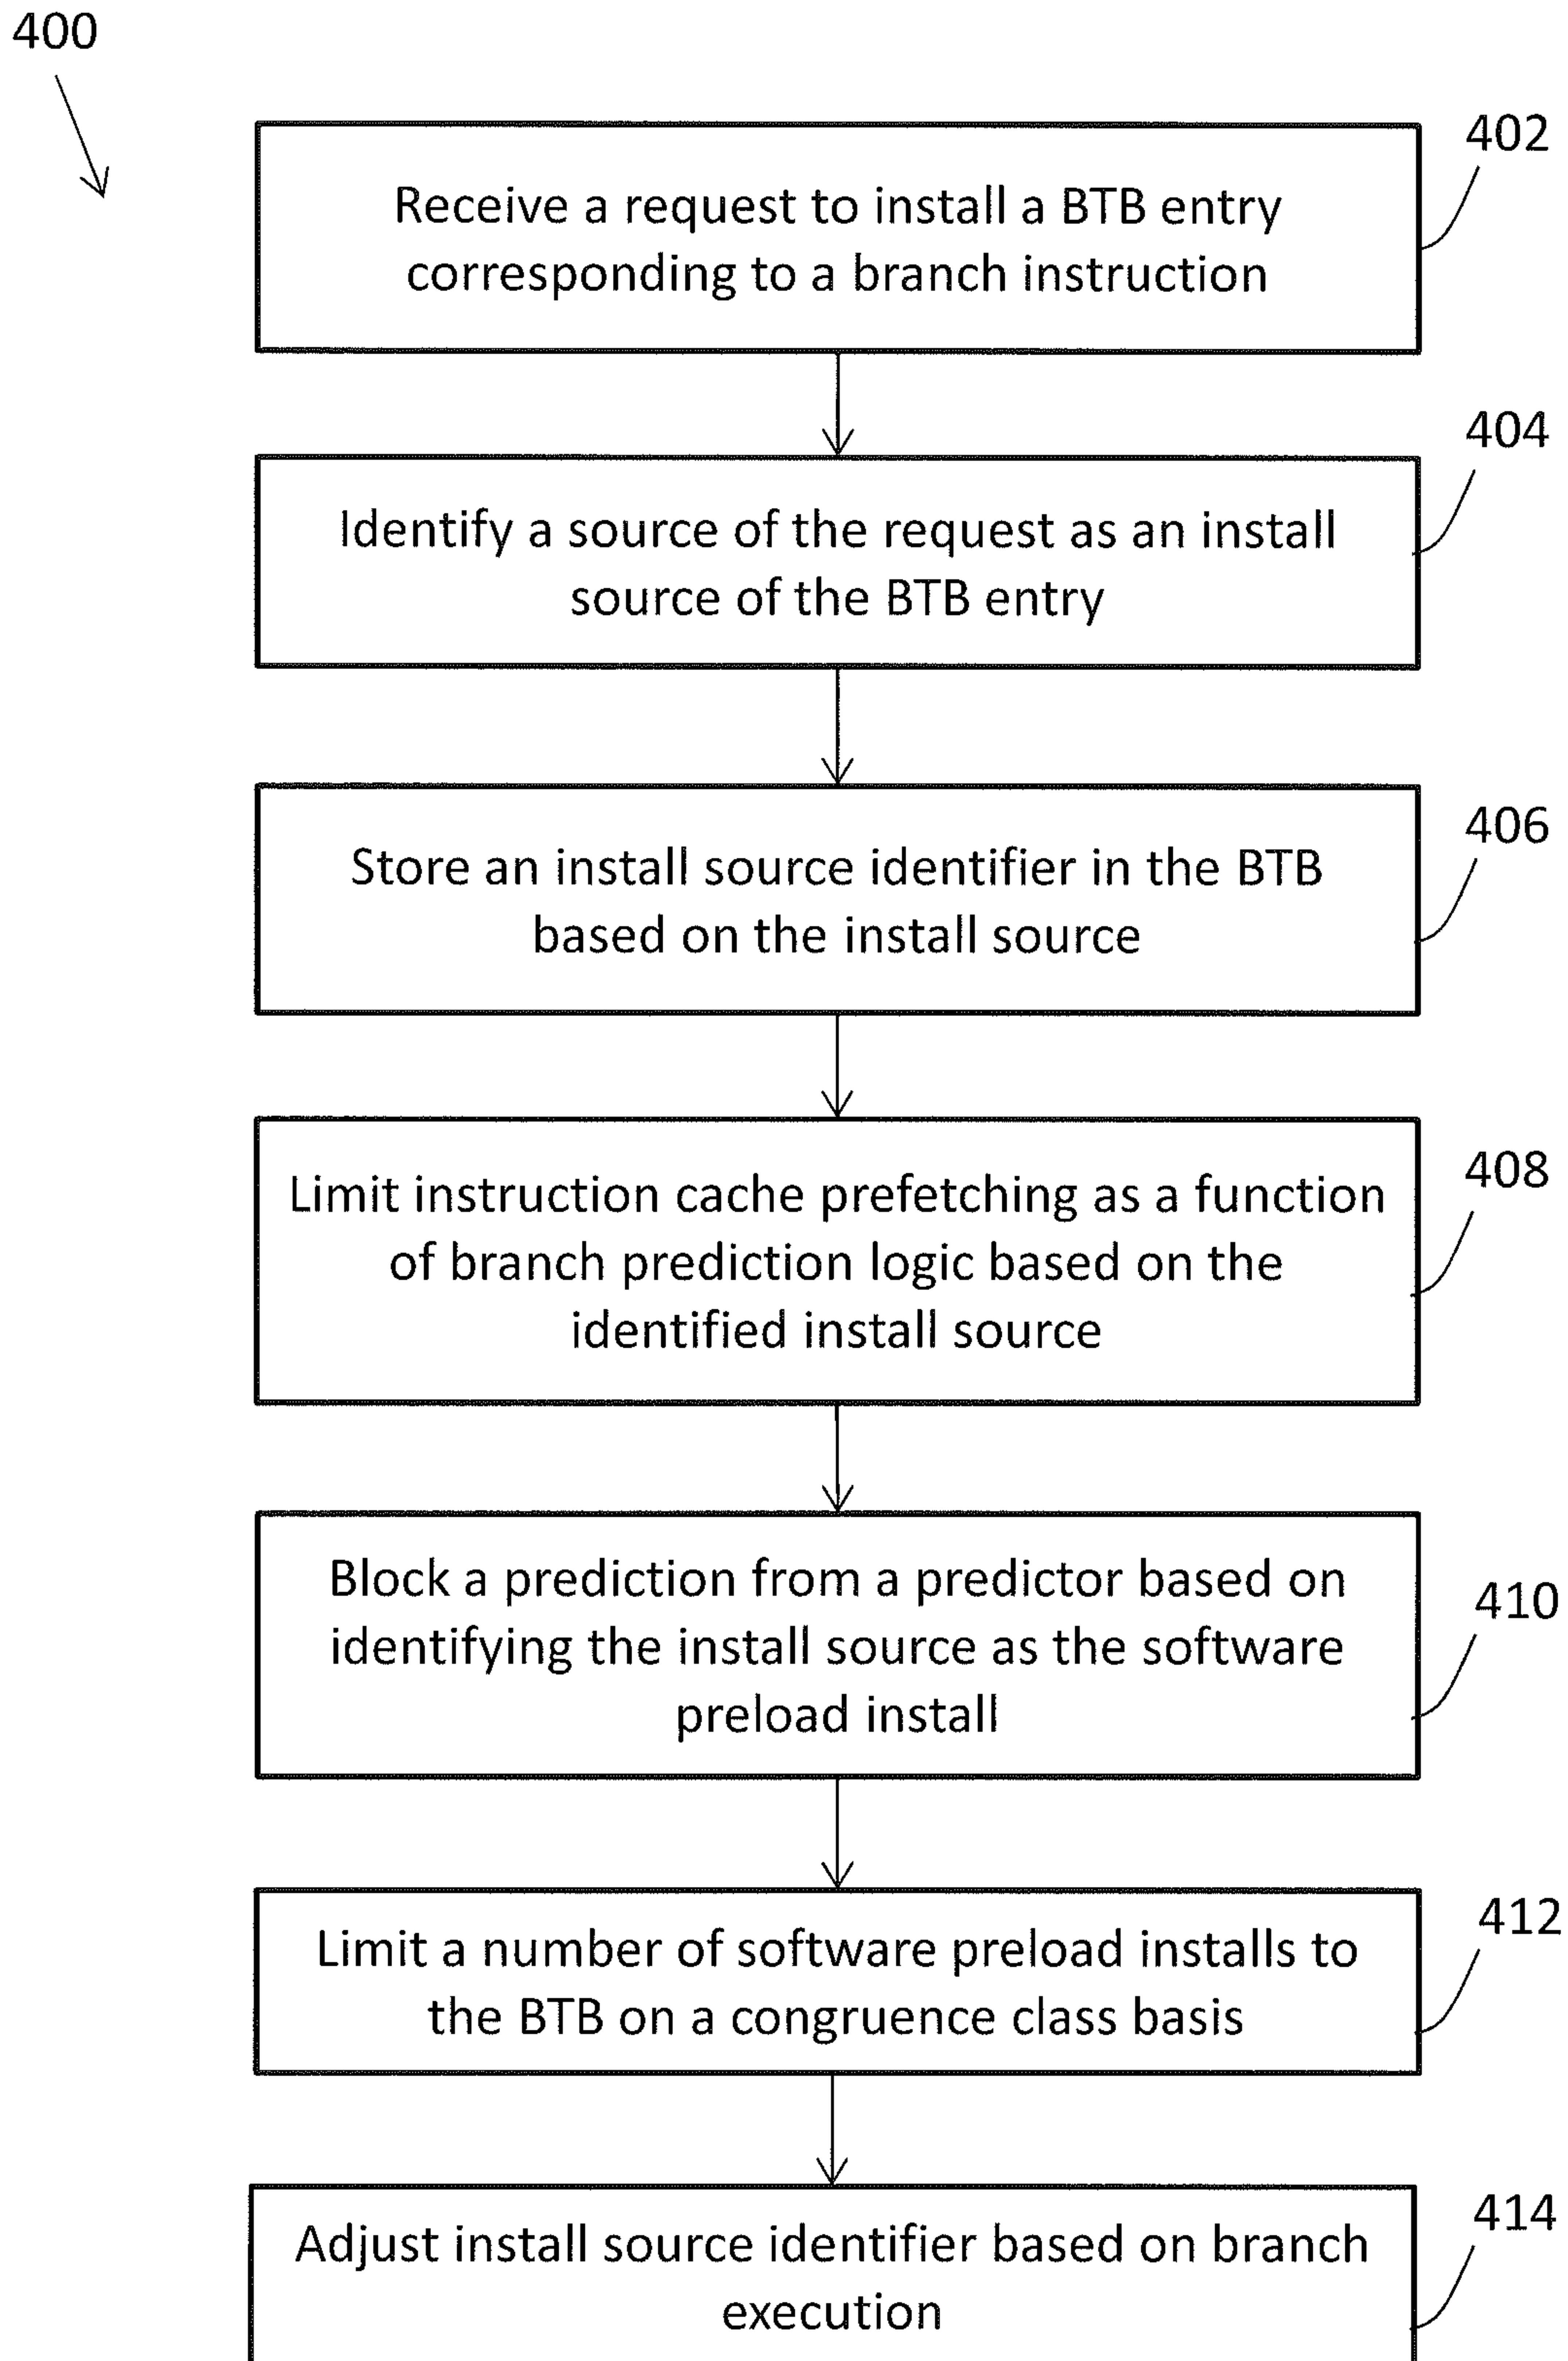 400
402
Receive a request to install a BTB entry
corresponding to a branch instruction
404
Identify a source of the request as an install
source of the BTB entry
406
Store an install source identifier in the BTB
based on the install source
408
Limit instruction cache prefetching as a function
of branch prediction logic based on the
identified install source
410
Block a prediction from a predictor based on
identifying the install source as the software
preload install
412
Limit a number of software preload installs to
the BTB on a congruence class basis
414
Adjust install source identifier based on branch
execution